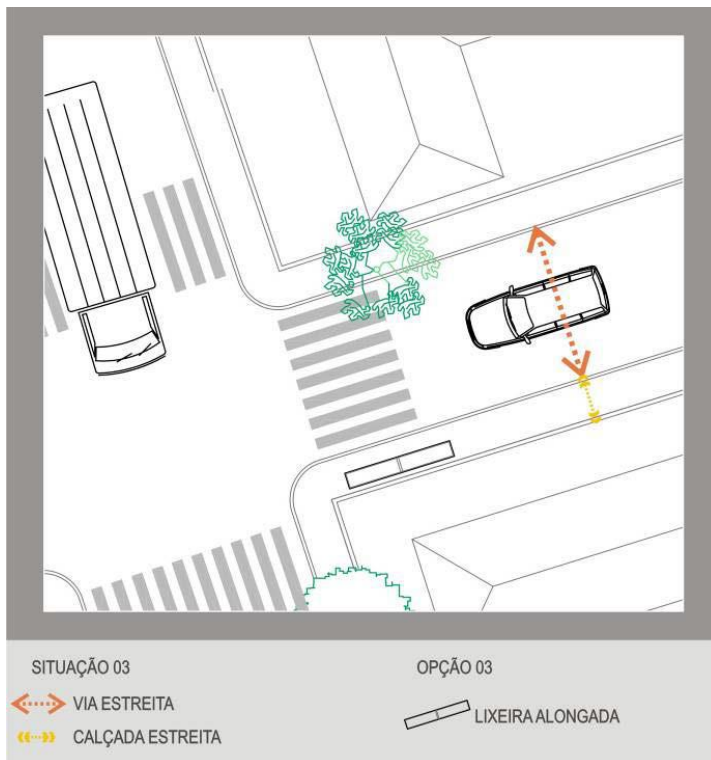 SITUAÇÃO 03
VIA ESTREITA
CALÇADA ESTREITA
OPÇÃO 03
LIXEIRA ALONGADA